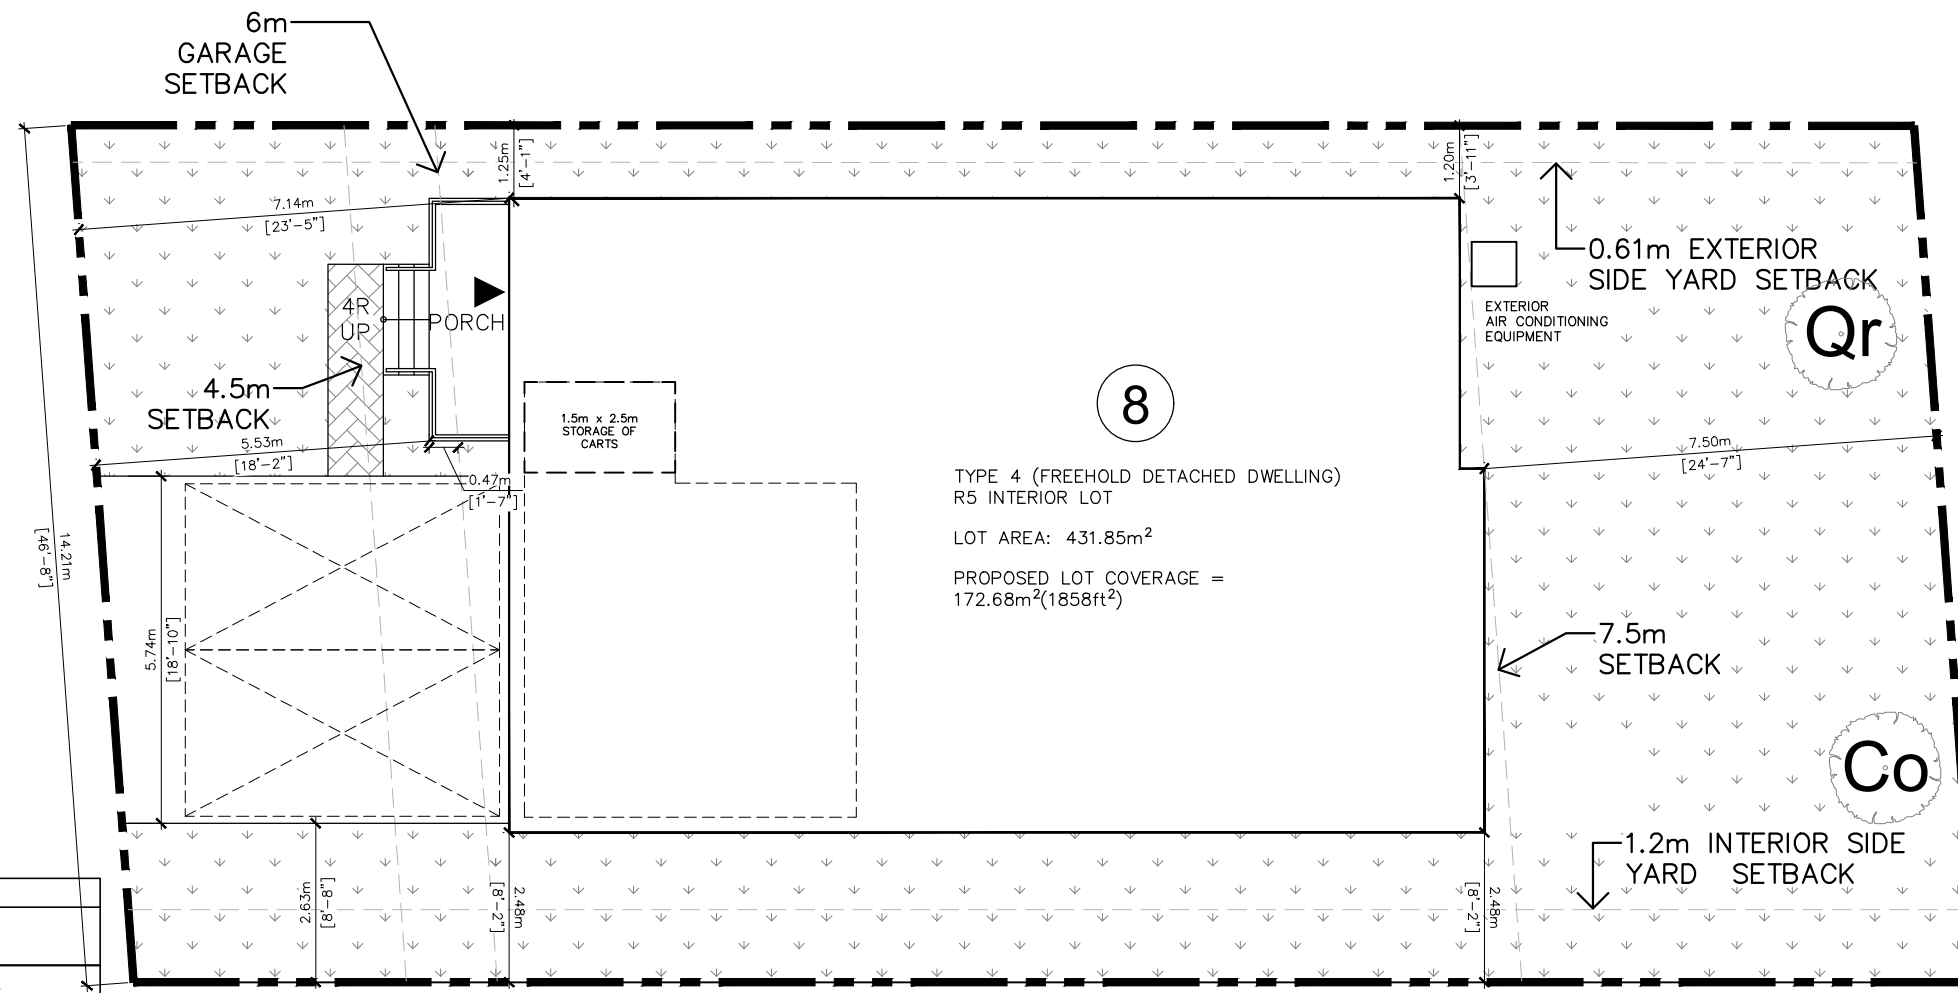 6m
GARAGE
SETBACK
1.25m
[4'-1"]
1.20m
[3'-11"]
7.14m
[23'-5"]
0.61m EXTERIOR
SIDE YARD SETBACK
4R
UP
PORCH
EXTERIOR
AIR CONDITIONING
EQUIPMENT
Qr
4.5m
SETBACK
8
1.5m x 2.5m
STORAGE OF
CARTS
5.53m
[18'-2"]
7.50m
[24'-7"]
0.47m
[1'-7"]
TYPE 4 (FREEHOLD DETACHED DWELLING)
R5 INTERIOR LOT
LOT AREA: 431.85m²
PROPOSED LOT COVERAGE =
172.68m²(1858ft²)
14.21m
[46'-8"]
5.74m
[18'-10"]
7.5m
SETBACK
Co
1.2m INTERIOR SIDE
YARD SETBACK
2.63m
[8'-8"]
[8'-2"]
2.48m
[8'-2"]
2.48m